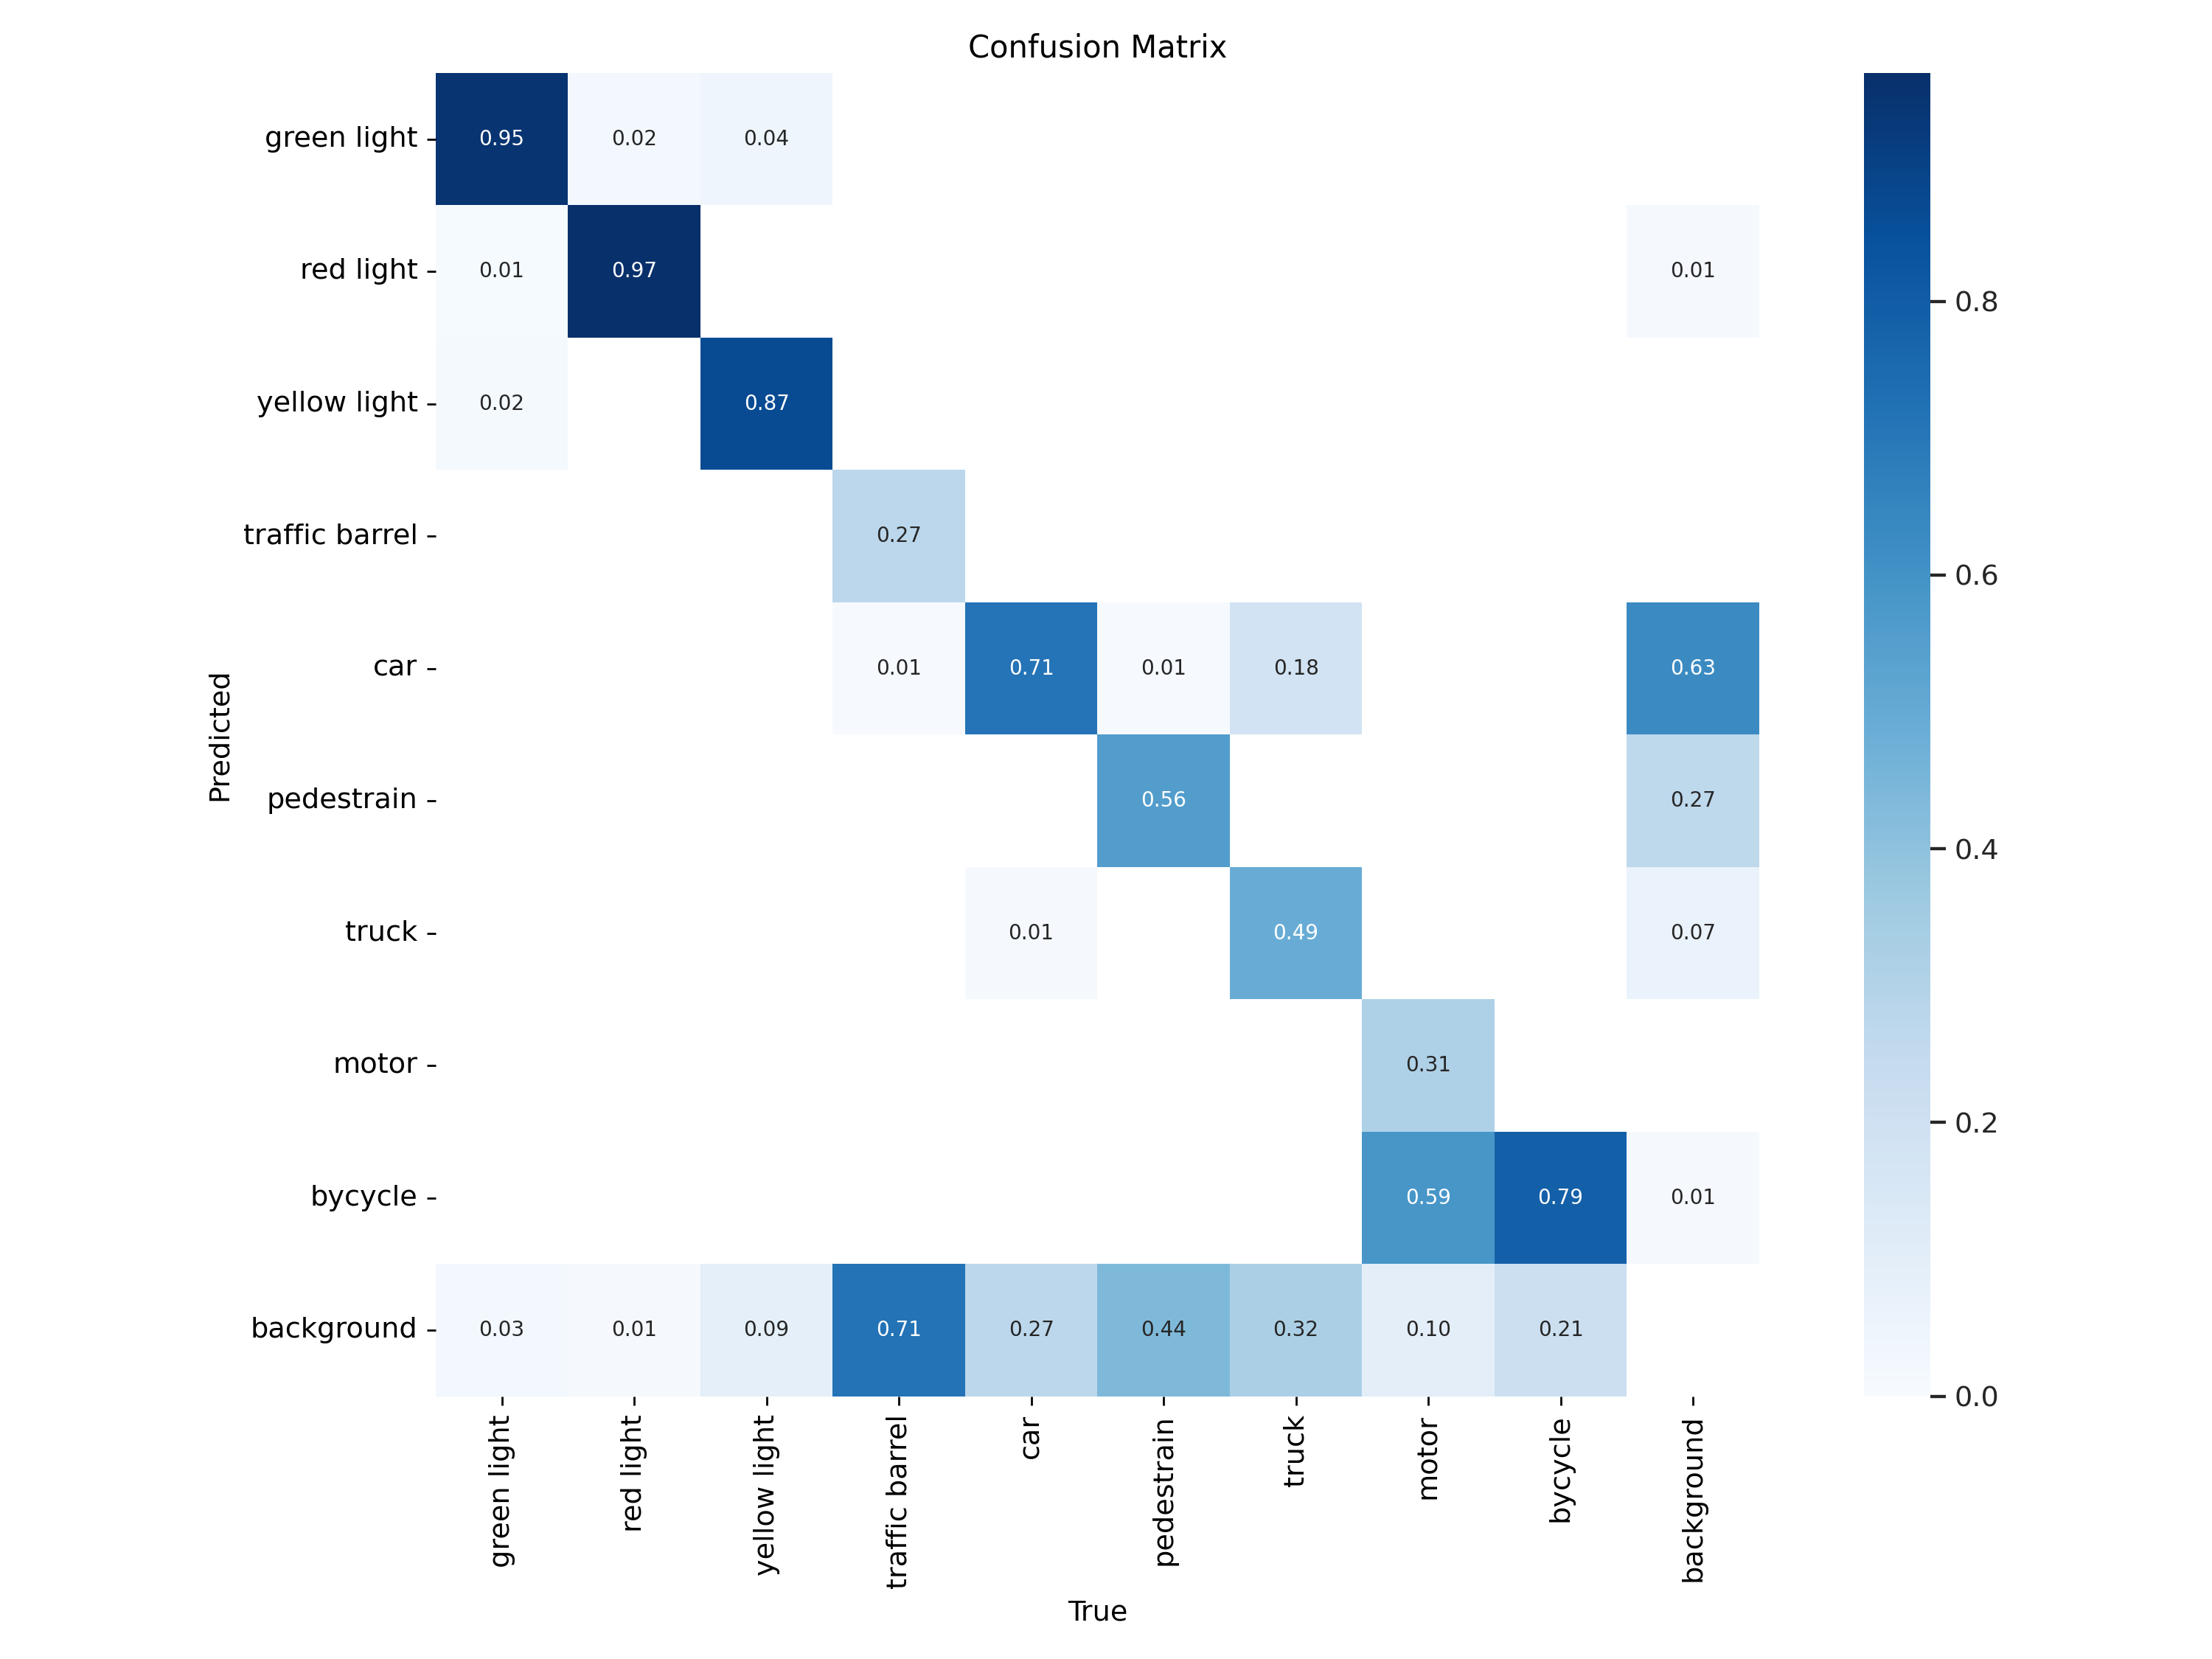 Confusion Matrix
green light
0.95
0.02
0.04
red light
0.01
0.97
0.01
0.8
yellow light
0.02
0.87
traffic barrel
0.27
0.6
Predicted
car
0.01
0.71
0.01
0.18
0.63
pedestrain
0.56
0.27
0.4
truck
0.01
0.49
0.07
motor
0.31
0.2
bycycle
0.59
0.79
0.01
background
0.03
0.01
0.09
0.71
0.27
0.44
0.32
0.10
0.21
0.0
green light
red light
yellow light
traffic barrel
car
pedestrain
truck
motor
bycycle
background
True